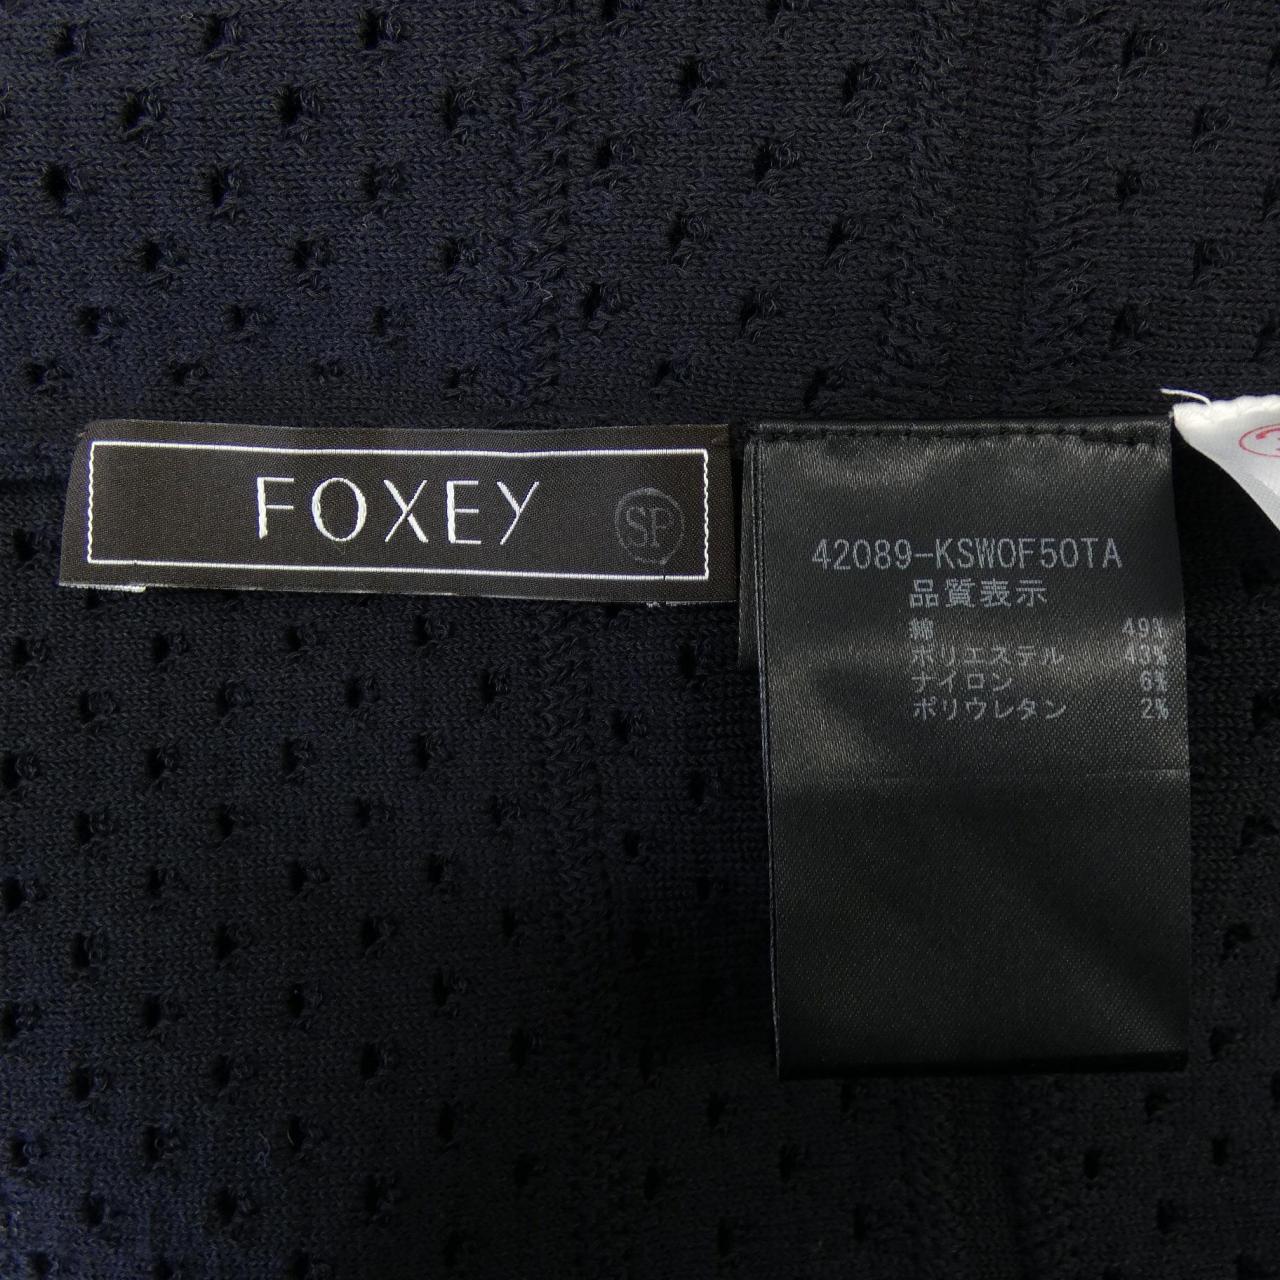 FOXEY
SP
42089-KSWOF50TA
品質表示
綿 49%
ポリエステル 43%
ナイロン 6%
ポリウレタン 2%